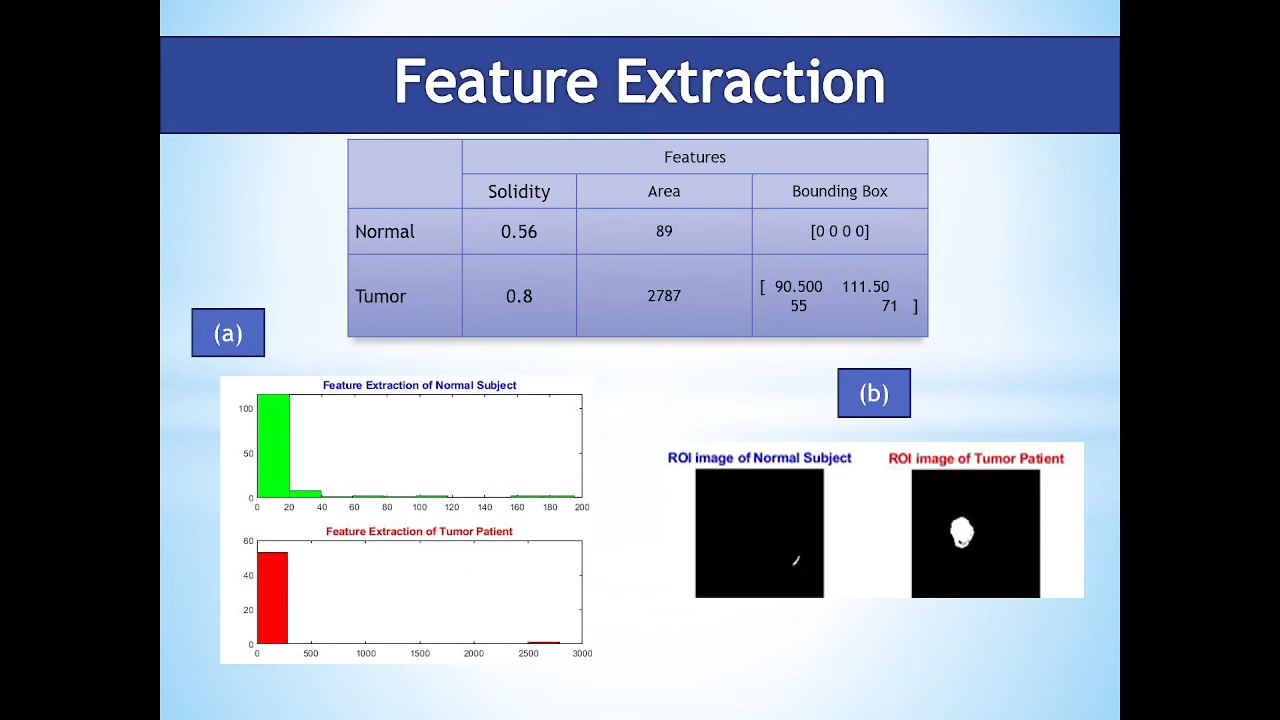 Feature Extraction
Features
Solidity Area Bounding Box
Normal 0.56 89 [0 0 0 0]
Tumor 0.8 2787 [ 90.500 111.50
55 71 ]
(a)
Feature Extraction of Normal Subject
100
50
0
0 20 40 60 80 100 120 140 160 180 200
Feature Extraction of Tumor Patient
60
40
20
0
0 500 1000 1500 2000 2500 3000
(b)
ROI image of Normal Subject ROI image of Tumor Patient